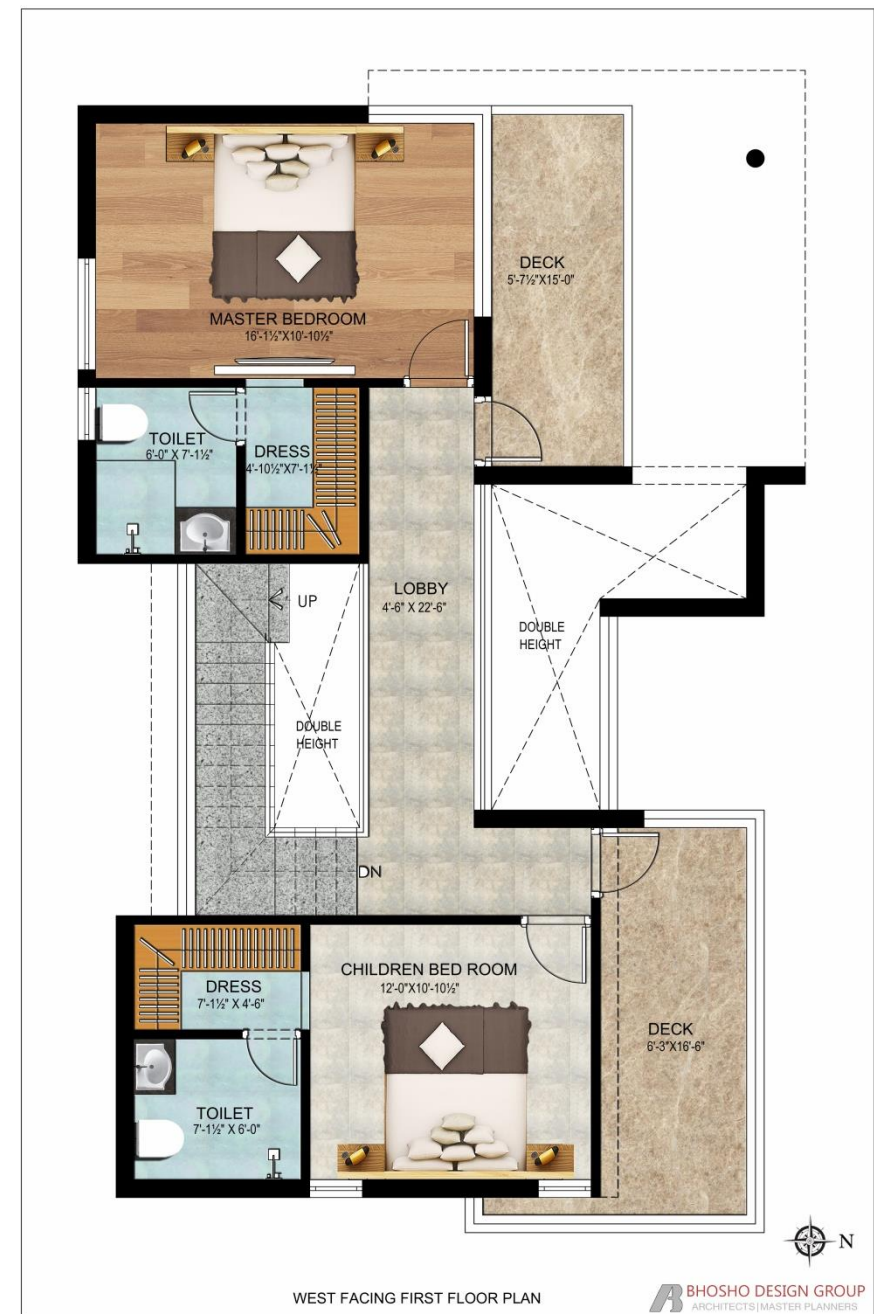 DECK
5'-7½"X15'-0"
MASTER BEDROOM
16'-1½"X10'-10½"
TOILET
6'-0" X 7'-1½"
DRESS
4'-10½"X7'-1½"
UP
LOBBY
4'-6" X 22'-6"
DOUBLE
HEIGHT
DOUBLE
HEIGHT
DN
CHILDREN BED ROOM
12'-0"X10'-10½"
DRESS
7'-1½" X 4'-6"
DECK
6'-3"X16'-6"
TOILET
7'-1½" X 6'-0"
N
WEST FACING FIRST FLOOR PLAN
BHOSHO DESIGN GROUP
ARCHITECTS|MASTER PLANNERS